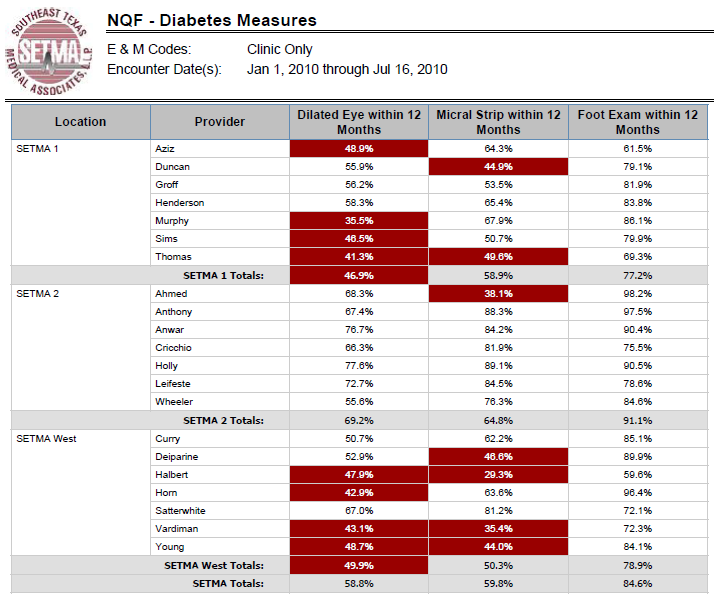 SOUTHEAST TEXAS
SETMA
MEDICAL ASSOCIATES, L.L.P.
NQF - Diabetes Measures
E & M Codes: Clinic Only
Encounter Date(s): Jan 1, 2010 through Jul 16, 2010
Location Provider Dilated Eye within 12 Months Micral Strip within 12 Months Foot Exam within 12 Months
SETMA 1 Aziz 48.9% 64.3% 61.5%
Duncan 55.9% 44.9% 79.1%
Groff 56.2% 53.5% 81.9%
Henderson 58.3% 65.4% 83.8%
Murphy 35.5% 67.9% 86.1%
Sims 46.5% 50.7% 79.9%
Thomas 41.3% 49.6% 69.3%
SETMA 1 Totals: 46.9% 58.9% 77.2%
SETMA 2 Ahmed 68.3% 38.1% 98.2%
Anthony 67.4% 88.3% 97.5%
Anwar 76.7% 84.2% 90.4%
Cricchio 66.3% 81.9% 75.5%
Holly 77.6% 89.1% 90.5%
Leifeste 72.7% 84.5% 78.6%
Wheeler 55.6% 76.3% 84.6%
SETMA 2 Totals: 69.2% 64.8% 91.1%
SETMA West Curry 50.7% 62.2% 85.1%
Deiparine 52.9% 46.6% 89.9%
Halbert 47.9% 29.3% 59.6%
Horn 42.9% 63.6% 96.4%
Satterwhite 67.0% 81.2% 72.1%
Vardiman 43.1% 35.4% 72.3%
Young 48.7% 44.0% 84.1%
SETMA West Totals: 49.9% 50.3% 78.9%
SETMA Totals: 58.8% 59.8% 84.6%